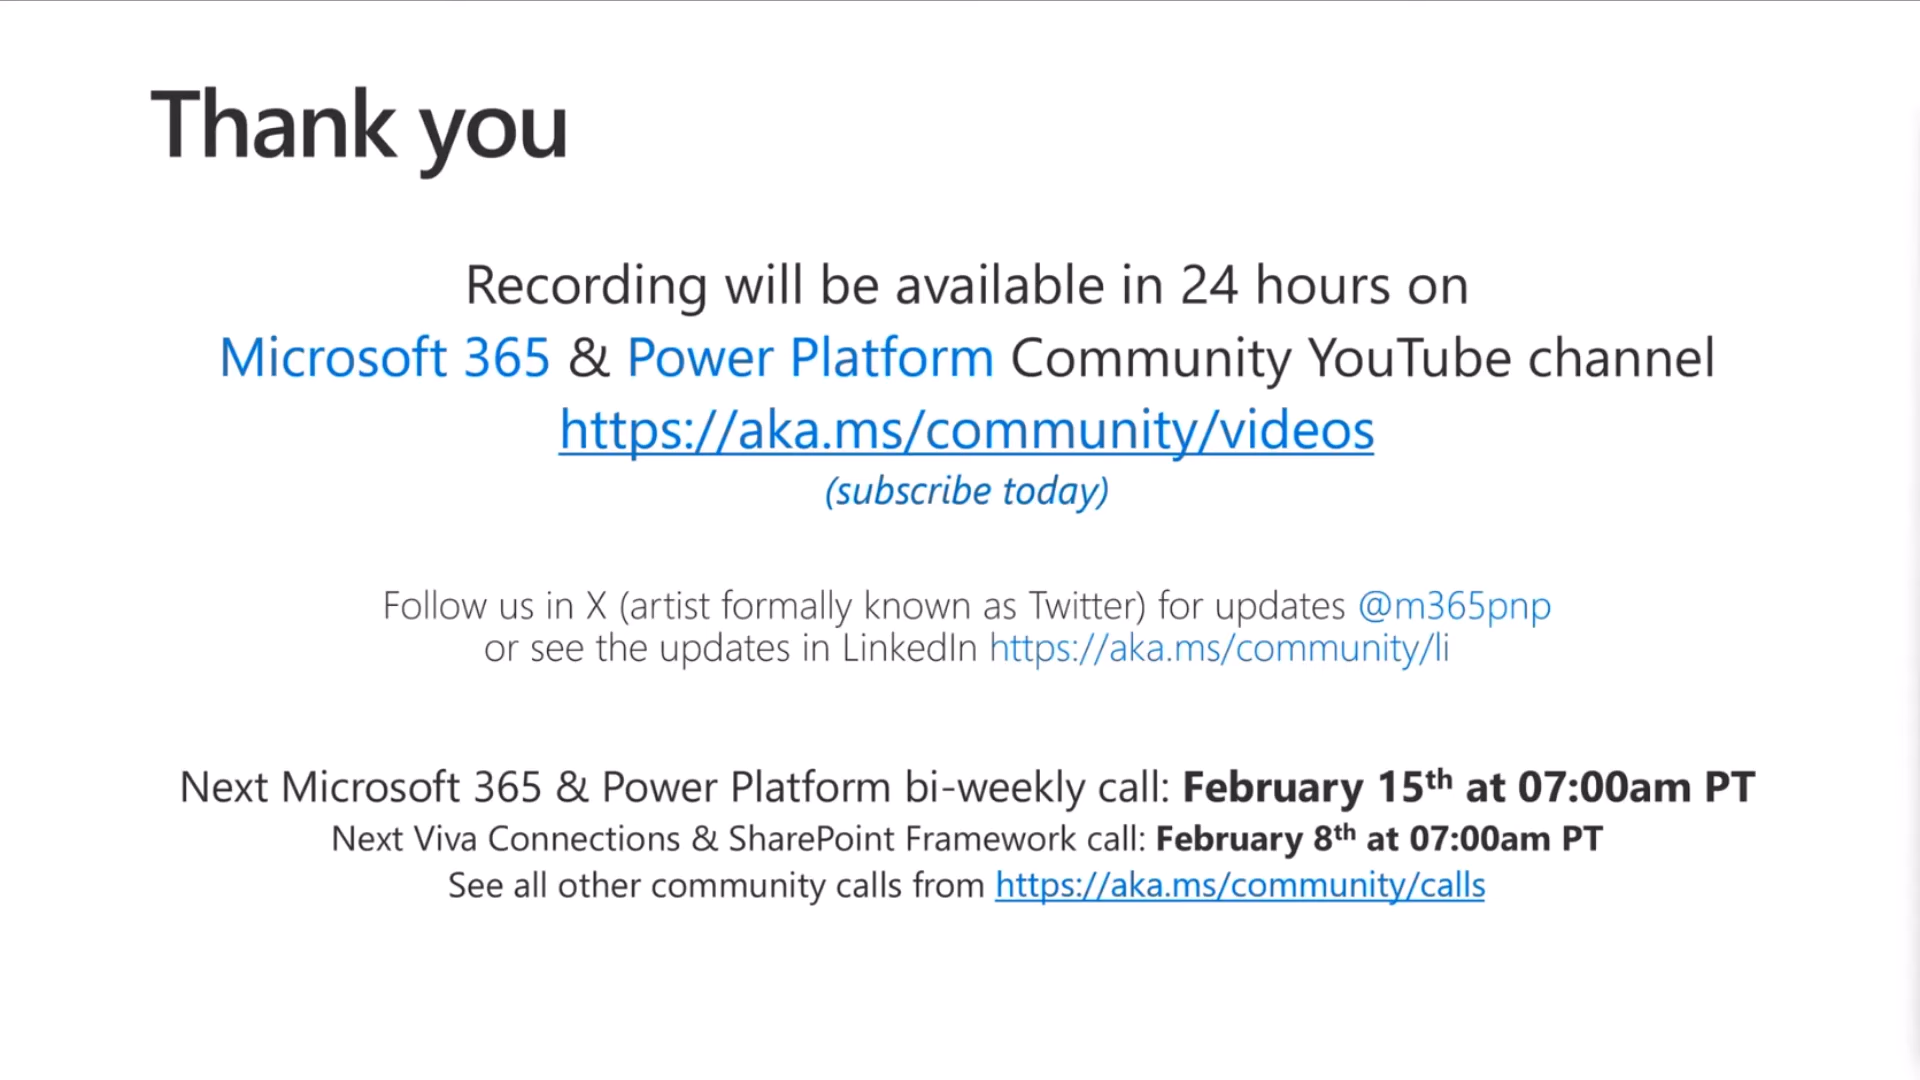 Thank you
Recording will be available in 24 hours on
Microsoft 365 & Power Platform Community YouTube channel
https://aka.ms/community/videos
(subscribe today)
Follow us in X (artist formally known as Twitter) for updates @m365pnp
or see the updates in LinkedIn https://aka.ms/community/li
Next Microsoft 365 & Power Platform bi-weekly call: February 15th at 07:00am PT
Next Viva Connections & SharePoint Framework call: February 8th at 07:00am PT
See all other community calls from https://aka.ms/community/calls